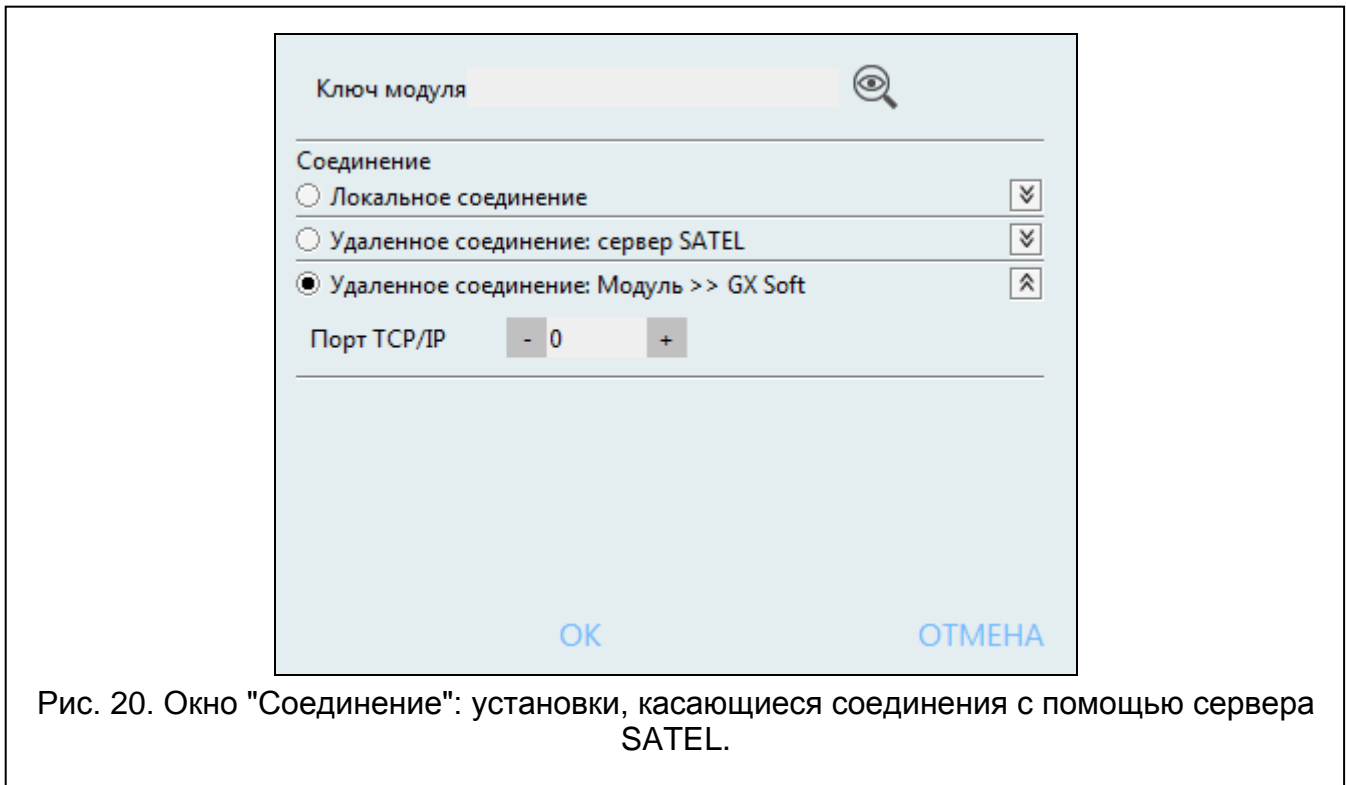 Ключ модуля
Соединение
Локальное соединение
Удаленное соединение: сервер SATEL
Удаленное соединение: Модуль >> GX Soft
Порт TCP/IP - 0 +
OK ОТМЕНА
Рис. 20. Окно "Соединение": установки, касающиеся соединения с помощью сервера
SATEL.